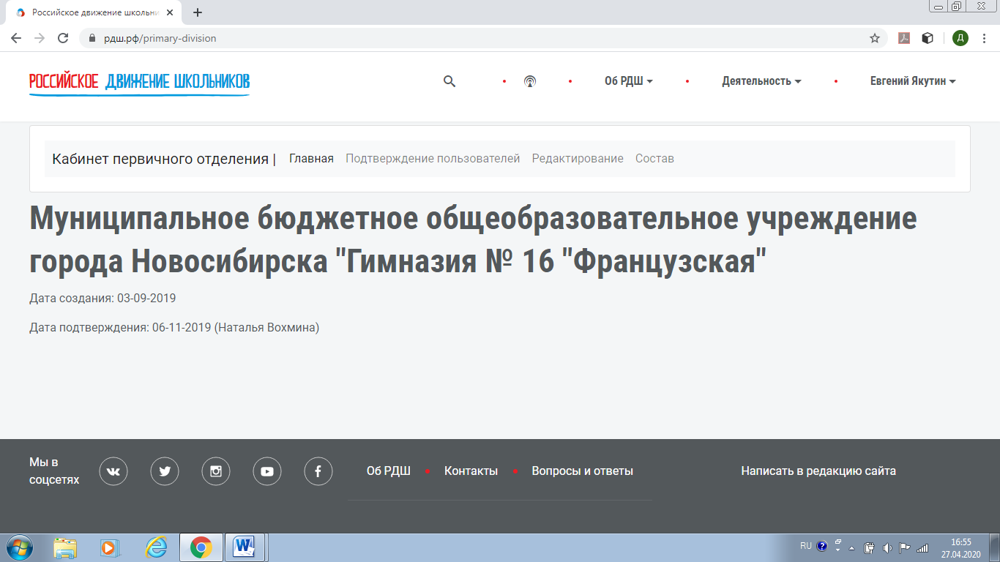 Российское движение школьни
рдш.рф/primary-division
Д
РОССИЙСКОЕ ДВИЖЕНИЕ ШКОЛЬНИКОВ
Об РДШ
Деятельность
Евгений Якутин
Кабинет первичного отделения | Главная Подтверждение пользователей Редактирование Состав
Муниципальное бюджетное общеобразовательное учреждение
города Новосибирска "Гимназия № 16 "Французская"
Дата создания: 03-09-2019
Дата подтверждения: 06-11-2019 (Наталья Вохмина)
Мы в
соцсетях
Об РДШ
Контакты
Вопросы и ответы
Написать в редакцию сайта
RU
16:55
27.04.2020